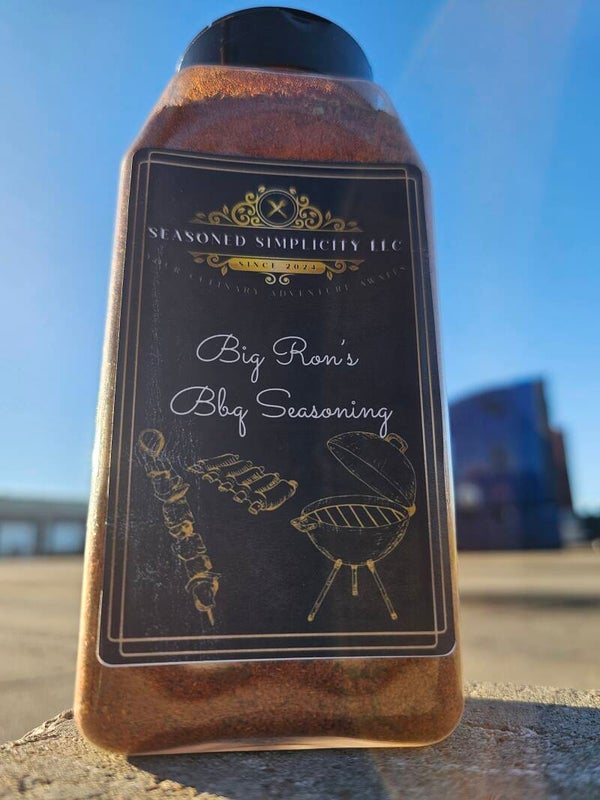 SEASONED SIMPLICITY LLC
SINCE 2024
YOUR CULINARY ADVENTURE AWAITS
Big Ron's
Bbq Seasoning